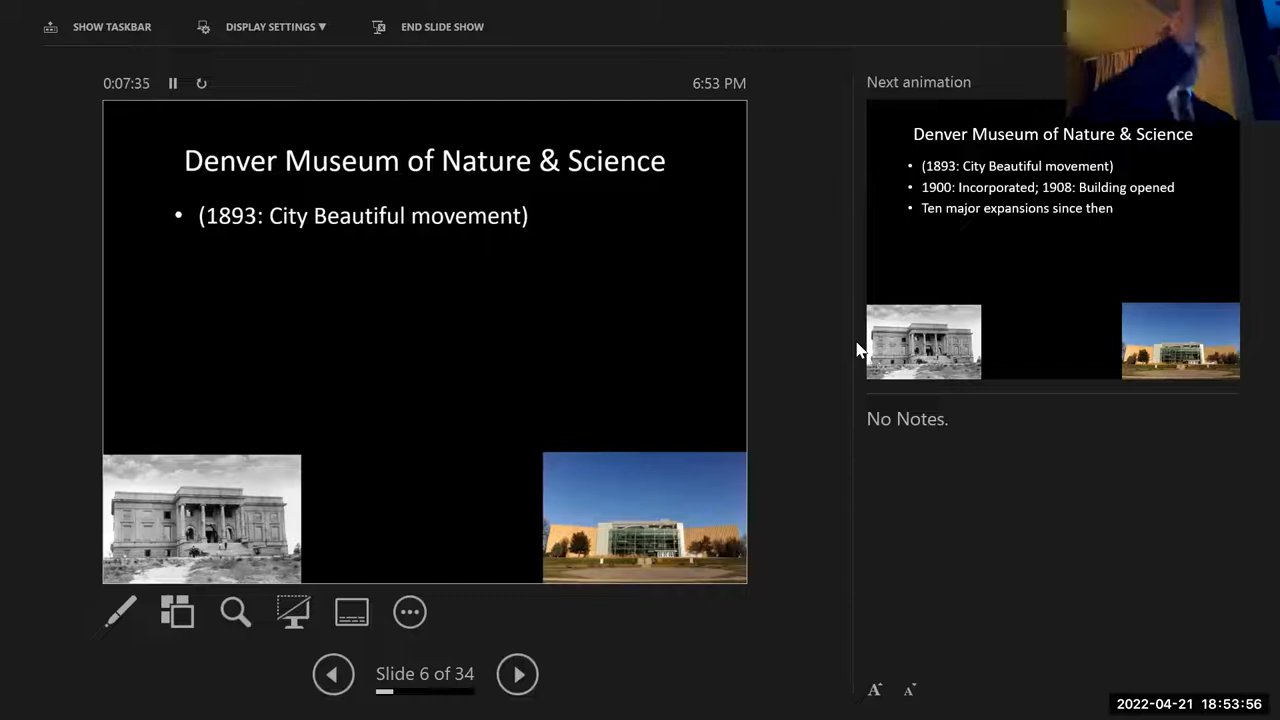 SHOW TASKBAR
DISPLAY SETTINGS ▼
END SLIDE SHOW
0:07:35
6:53 PM
Denver Museum of Nature & Science
• (1893: City Beautiful movement)
Slide 6 of 34
Next animation
Denver Museum of Nature & Science
• (1893: City Beautiful movement)
• 1900: Incorporated; 1908: Building opened
• Ten major expansions since then
No Notes.
A A
2022-04-21 18:53:56